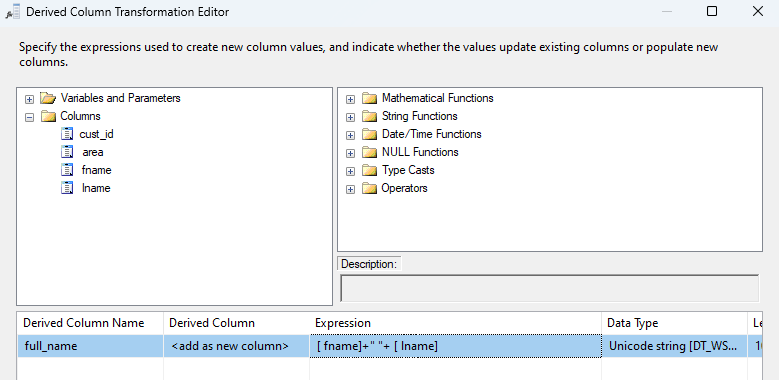 Derived Column Transformation Editor
Specify the expressions used to create new column values, and indicate whether the values update existing columns or populate new
columns.
Variables and Parameters
Columns
cust_id
area
fname
lname
Mathematical Functions
String Functions
Date/Time Functions
NULL Functions
Type Casts
Operators
Description:
Derived Column Name Derived Column Expression Data Type Le
full_name <add as new column> [ fname]+" "+ [ lname] Unicode string [DT_WS...